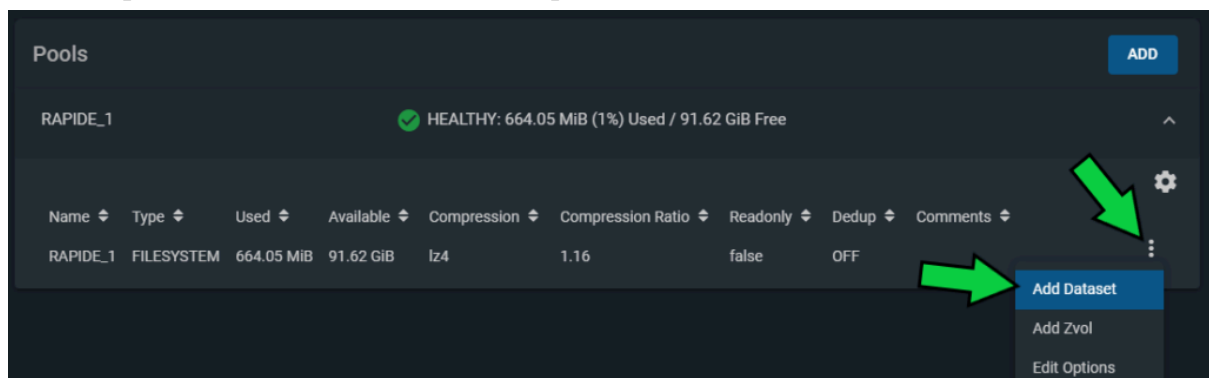 Pools
ADD
RAPIDE_1
HEALTHY: 664.05 MiB (1%) Used / 91.62 GiB Free
Name Type Used Available Compression Compression Ratio Readonly Dedup Comments
RAPIDE_1 FILESYSTEM 664.05 MiB 91.62 GiB lz4 1.16 false OFF
Add Dataset
Add Zvol
Edit Options